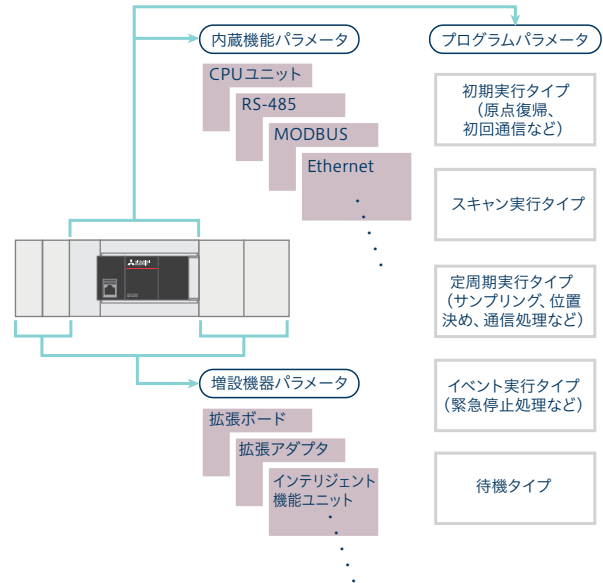 内蔵機能パラメータ
CPUユニット
RS-485
MODBUS
Ethernet
プログラムパラメータ
初期実行タイプ
（原点復帰、
初回通信など）
スキャン実行タイプ
定周期実行タイプ
（サンプリング、位置
決め、通信処理など）
イベント実行タイプ
（緊急停止処理など）
待機タイプ
増設機器パラメータ
拡張ボード
拡張アダプタ
インテリジェント
機能ユニット